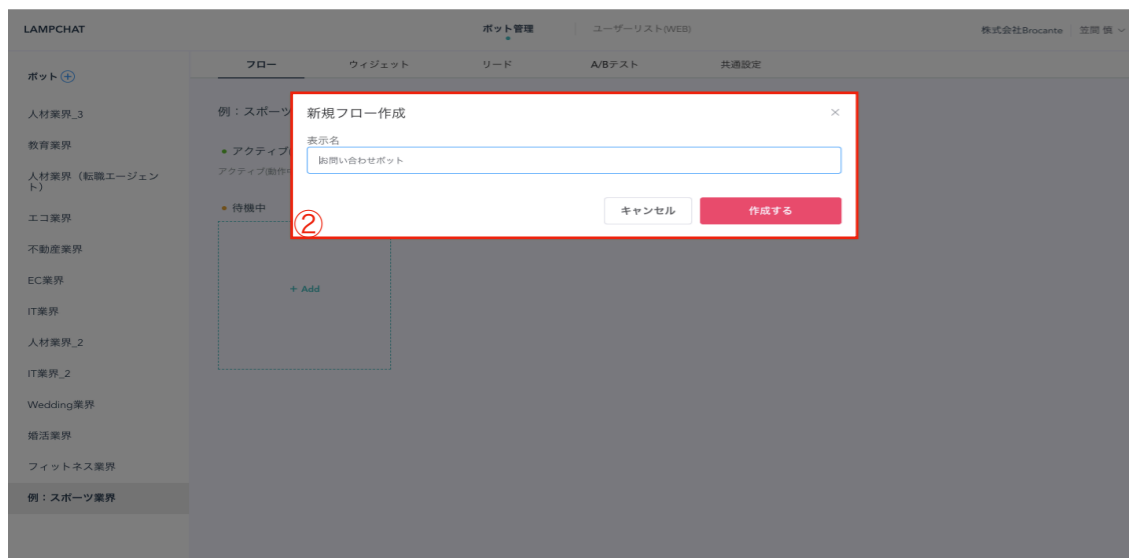 LAMPCHAT
ボット管理
ユーザーリスト(WEB)
株式会社Brocante
笠間 慎
ボット
フロー
ウィジェット
リード
A/Bテスト
共通設定
人材業界_3
教育業界
人材業界（転職エージェン
ト）
エコ業界
不動産業界
EC業界
IT業界
人材業界_2
IT業界_2
Wedding業界
婚活業界
フィットネス業界
例：スポーツ業界
例：スポーツ
アクティブ
アクティブ(動作
待機中
+ Add
新規フロー作成
×
表示名
お問い合わせボット
キャンセル
作成する
②